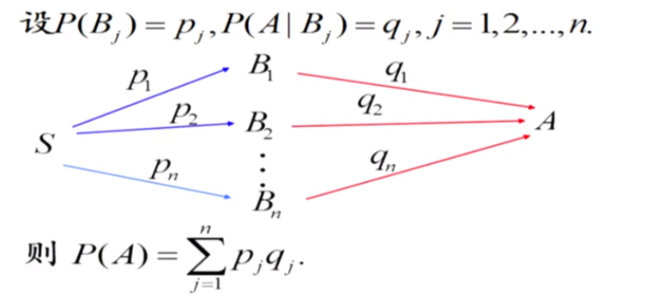 设P(B_j) = p_j, P(A | B_j) = q_j, j = 1,2,...,n.
p_1 B_1 q_1
S p_2 B_2 q_2 A
⋮
p_n B_n q_n
则 P(A) = \sum_{j=1}^{n} p_j q_j.